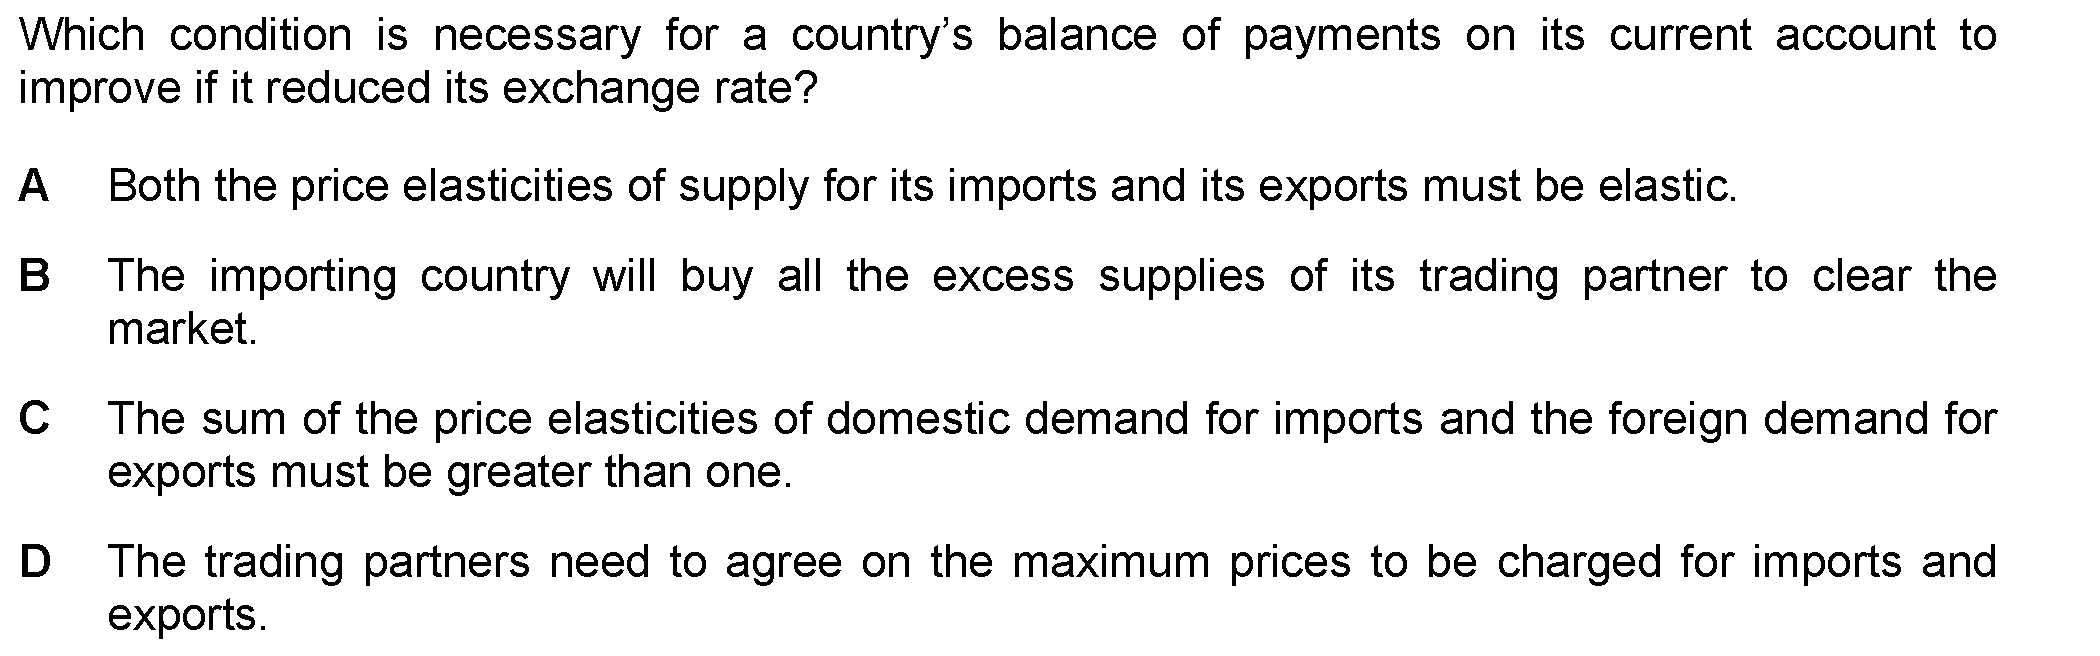 Which condition is necessary for a country's balance of payments on its current account to
improve if it reduced its exchange rate?
A Both the price elasticities of supply for its imports and its exports must be elastic.
B The importing country will buy all the excess supplies of its trading partner to clear the
market.
C The sum of the price elasticities of domestic demand for imports and the foreign demand for
exports must be greater than one.
D The trading partners need to agree on the maximum prices to be charged for imports and
exports.